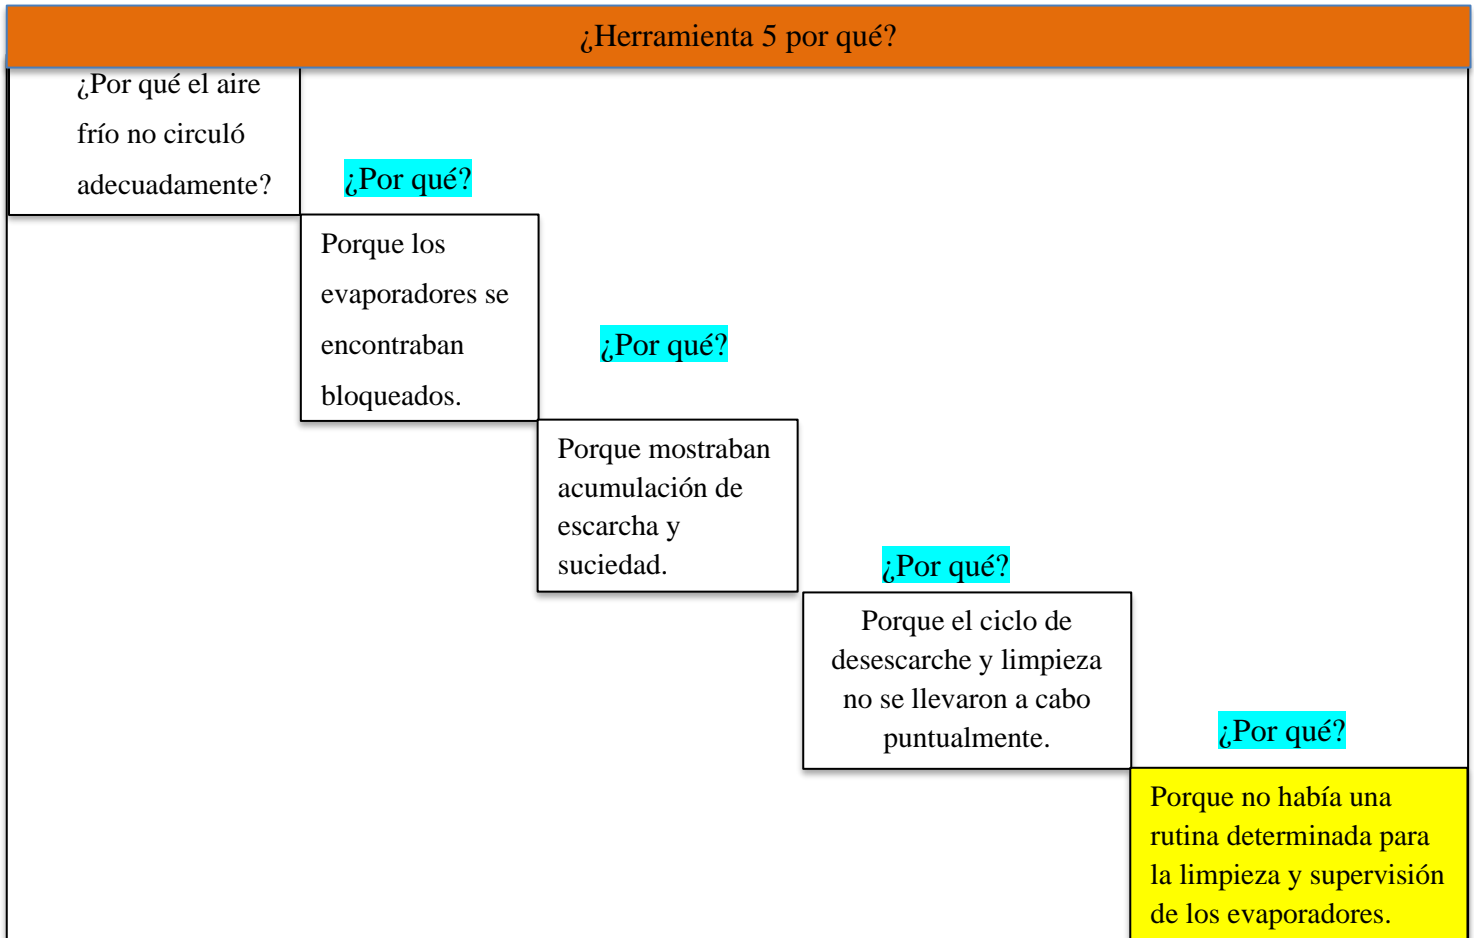 ¿Herramienta 5 por qué?
¿Por qué el aire
frío no circuló
adecuadamente?
¿Por qué?
Porque los
evaporadores se
encontraban
bloqueados.
¿Por qué?
Porque mostraban
acumulación de
escarcha y
suciedad.
¿Por qué?
Porque el ciclo de
desescarche y limpieza
no se llevaron a cabo
puntualmente.
¿Por qué?
Porque no había una
rutina determinada para
la limpieza y supervisión
de los evaporadores.